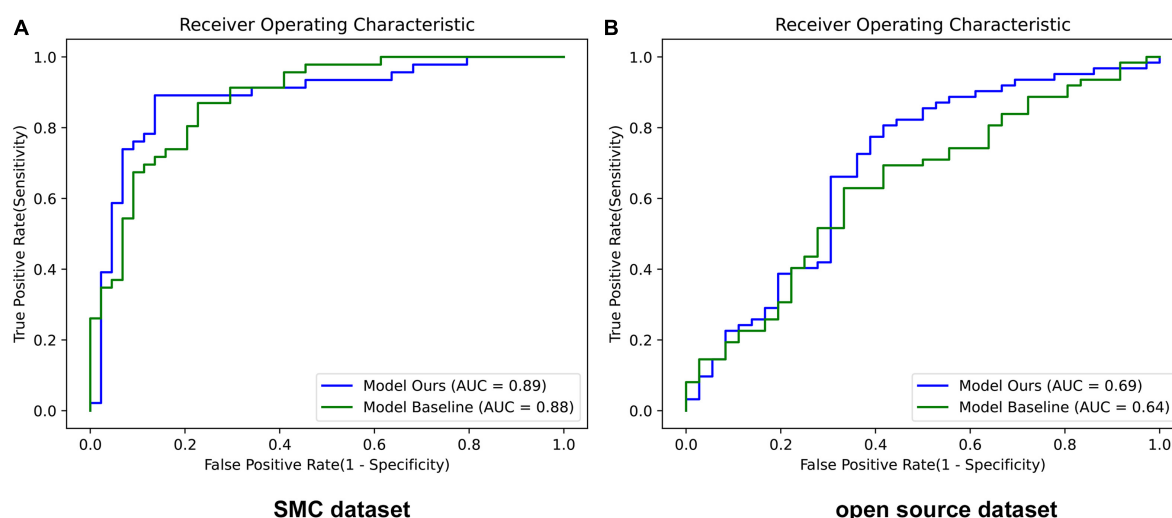 A
Receiver Operating Characteristic
True Positive Rate(Sensitivity)
1.0
0.8
0.6
0.4
0.2
0.0
Model Ours (AUC = 0.89)
Model Baseline (AUC = 0.88)
0.0 0.2 0.4 0.6 0.8 1.0
False Positive Rate(1 - Specificity)
SMC dataset
B
Receiver Operating Characteristic
True Positive Rate(Sensitivity)
1.0
0.8
0.6
0.4
0.2
0.0
Model Ours (AUC = 0.69)
Model Baseline (AUC = 0.64)
0.0 0.2 0.4 0.6 0.8 1.0
False Positive Rate(1 - Specificity)
open source dataset